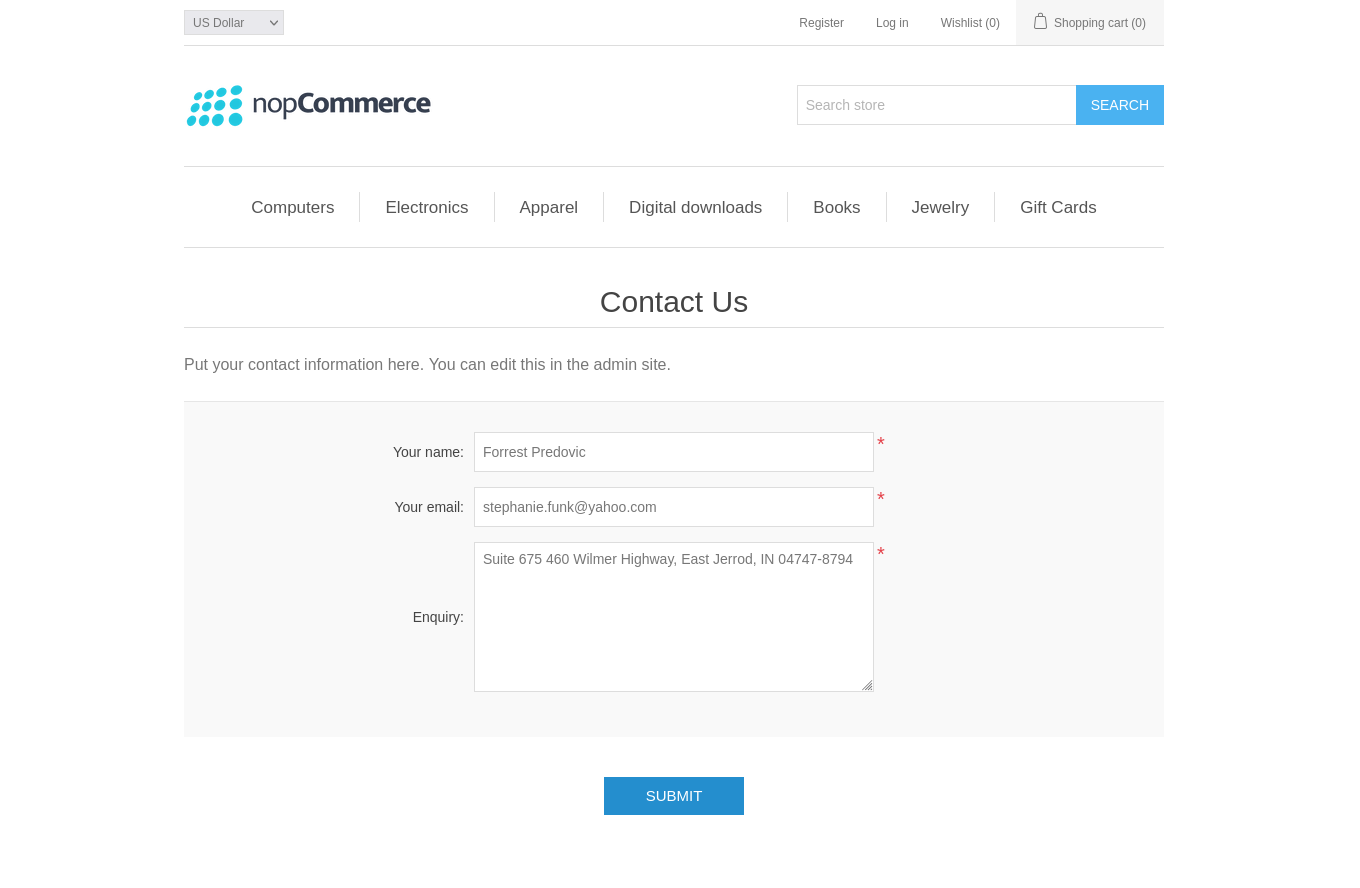 US Dollar
Register
Log in
Wishlist (0)
Shopping cart (0)
nopCommerce
Search store
SEARCH
Computers
Electronics
Apparel
Digital downloads
Books
Jewelry
Gift Cards
Contact Us
Put your contact information here. You can edit this in the admin site.
Your name:
Forrest Predovic
*
Your email:
stephanie.funk@yahoo.com
*
Enquiry:
Suite 675 460 Wilmer Highway, East Jerrod, IN 04747-8794
*
SUBMIT